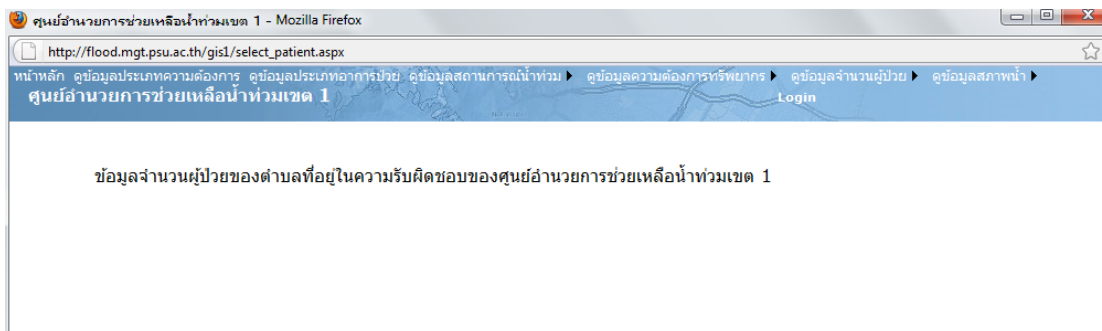 ศูนย์อำนวยการช่วยเหลือน้ำท่วมเขต 1 - Mozilla Firefox
http://flood.mgt.psu.ac.th/gis1/select_patient.aspx
หน้าหลัก ดูข้อมูลประเภทความต้องการ ดูข้อมูลประเภทอาการป่วย ดูข้อมูลสถานการณ์น้ำท่วม ดูข้อมูลความต้องการทรัพยากร ดูข้อมูลจำนวนผู้ป่วย ดูข้อมูลสภาพน้ำ
ศูนย์อำนวยการช่วยเหลือน้ำท่วมเขต 1 Login
ข้อมูลจำนวนผู้ป่วยของตำบลที่อยู่ในความรับผิดชอบของศูนย์อำนวยการช่วยเหลือน้ำท่วมเขต 1